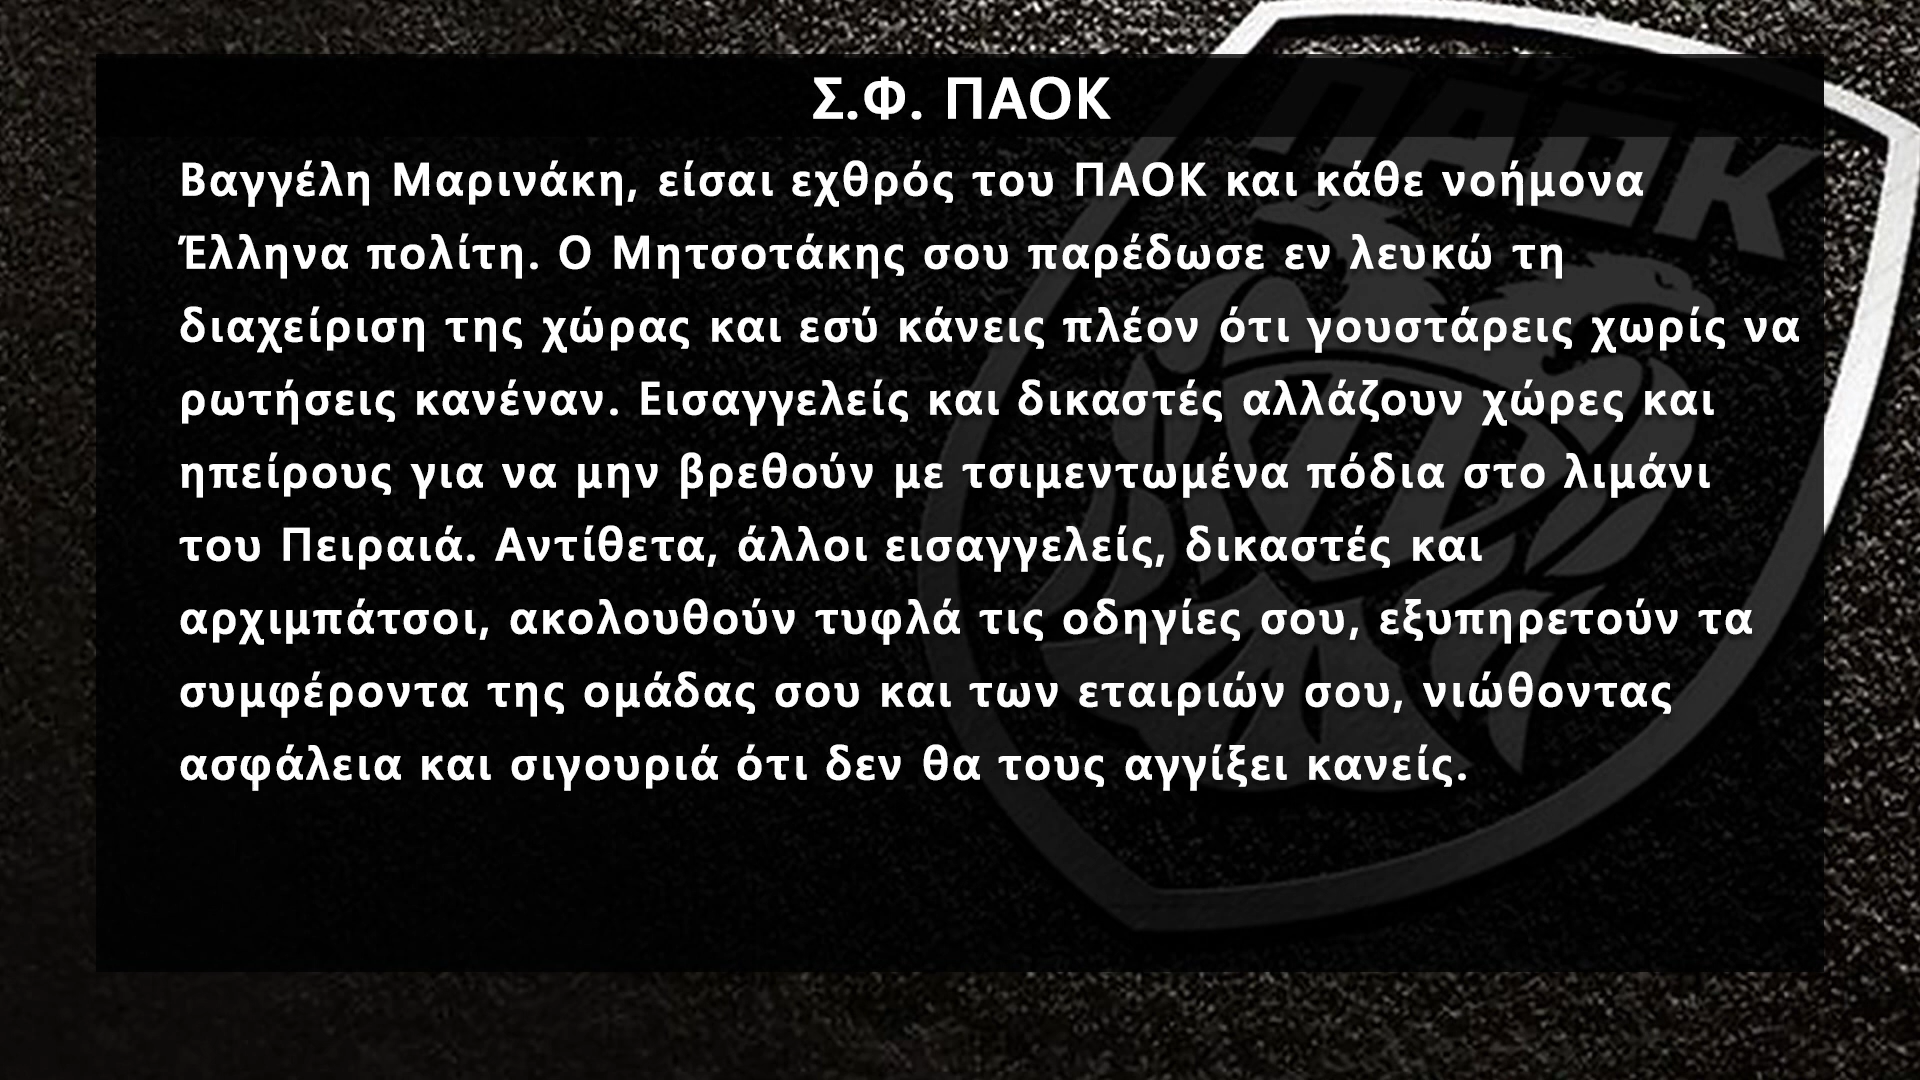 Σ.Φ. ΠΑΟΚ
Βαγγέλη Μαρινάκη, είσαι εχθρός του ΠΑΟΚ και κάθε νοήμονα
Έλληνα πολίτη. Ο Μητσοτάκης σου παρέδωσε εν λευκώ τη
διαχείριση της χώρας και εσύ κάνεις πλέον ότι γουστάρεις χωρίς να
ρωτήσεις κανέναν. Εισαγγελείς και δικαστές αλλάζουν χώρες και
ηπείρους για να μην βρεθούν με τσιμεντωμένα πόδια στο λιμάνι
του Πειραιά. Αντίθετα, άλλοι εισαγγελείς, δικαστές και
αρχιμπάτσοι, ακολουθούν τυφλά τις οδηγίες σου, εξυπηρετούν τα
συμφέροντα της ομάδας σου και των εταιριών σου, νιώθοντας
ασφάλεια και σιγουριά ότι δεν θα τους αγγίξει κανείς.
1926
ΠΑΟΚ